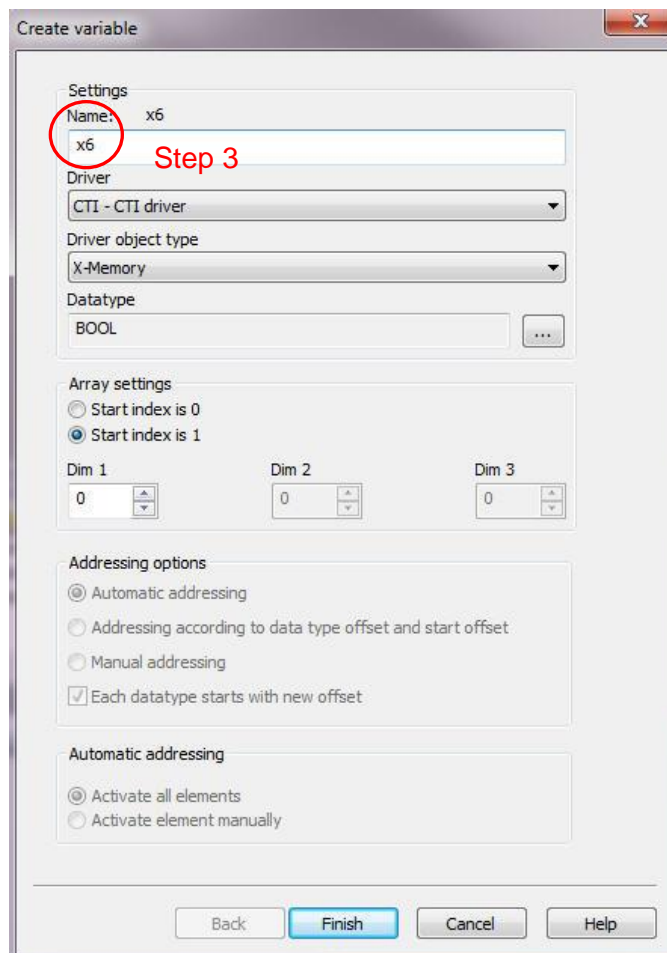 Create variable
Settings
Name: x6
x6
Step 3
Driver
CTI - CTI driver
Driver object type
X-Memory
Datatype
BOOL
...
Array settings
Start index is 0
Start index is 1
Dim 1 Dim 2 Dim 3
0 0 0
Addressing options
Automatic addressing
Addressing according to data type offset and start offset
Manual addressing
Each datatype starts with new offset
Automatic addressing
Activate all elements
Activate element manually
Back Finish Cancel Help